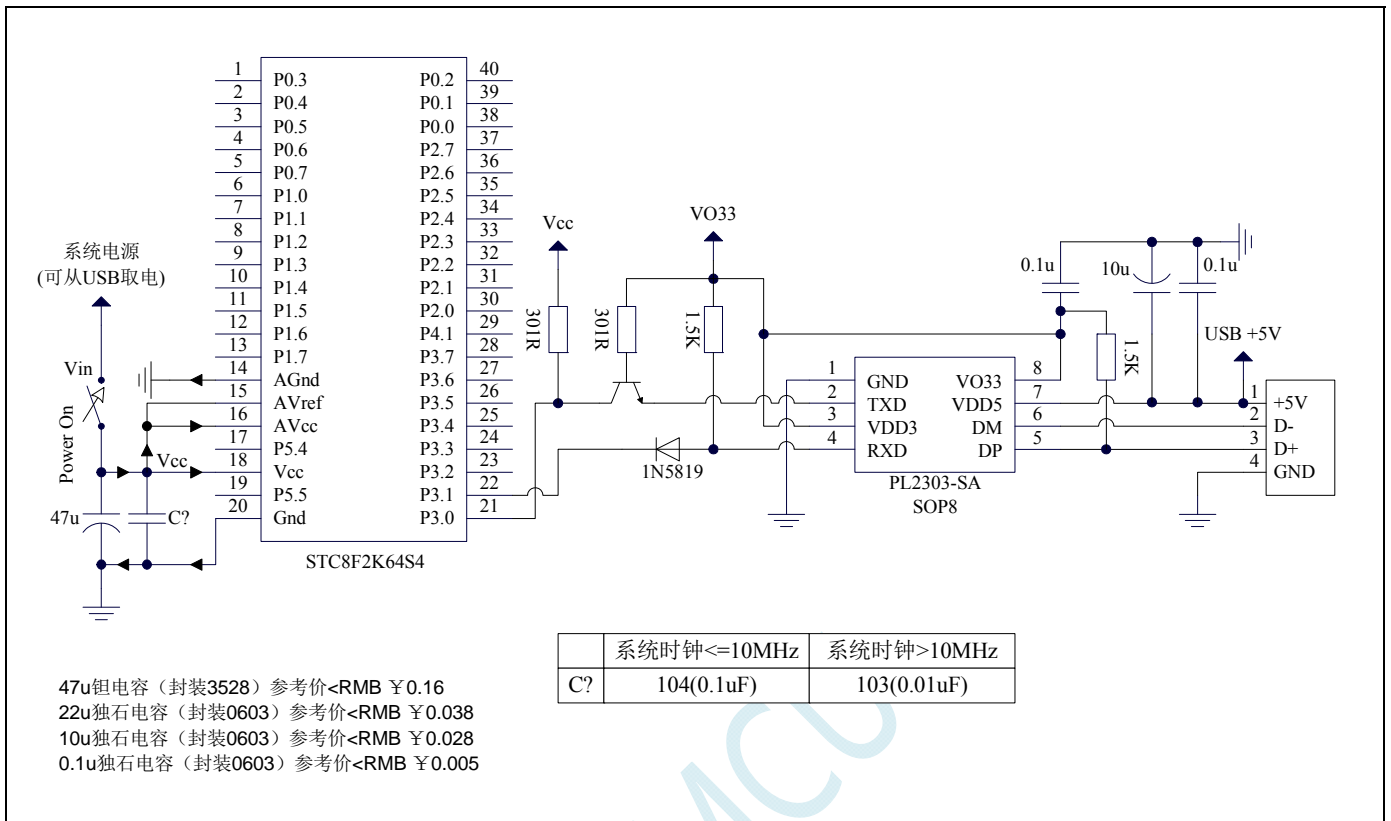 系统电源
(可从USB取电)
Vin
Power On
Vcc
47u
C?
1 P0.3 P0.2 40
2 P0.4 P0.1 39
3 P0.5 P0.0 38
4 P0.6 P2.7 37
5 P0.7 P2.6 36
6 P1.0 P2.5 35
7 P1.1 P2.4 34
8 P1.2 P2.3 33
9 P1.3 P2.2 32
10 P1.4 P2.1 31
11 P1.5 P2.0 30
12 P1.6 P4.1 29
13 P1.7 P3.7 28
14 AGnd P3.6 27
15 AVref P3.5 26
16 AVcc P3.4 25
17 P5.4 P3.3 24
18 Vcc P3.2 23
19 P5.5 P3.1 22
20 Gnd P3.0 21
STC8F2K64S4
Vcc
301R
301R
VO33
1.5K
1N5819
1 GND VO33 8
2 TXD VDD5 7
3 VDD3 DM 6
4 RXD DP 5
PL2303-SA
SOP8
0.1u
10u
0.1u
1.5K
USB +5V
1 +5V
2 D-
3 D+
4 GND
系统时钟<=10MHz 系统时钟>10MHz
C? 104(0.1uF) 103(0.01uF)
47u钽电容（封装3528）参考价<RMB ￥0.16
22u独石电容（封装0603）参考价<RMB ￥0.038
10u独石电容（封装0603）参考价<RMB ￥0.028
0.1u独石电容（封装0603）参考价<RMB ￥0.005
MCU